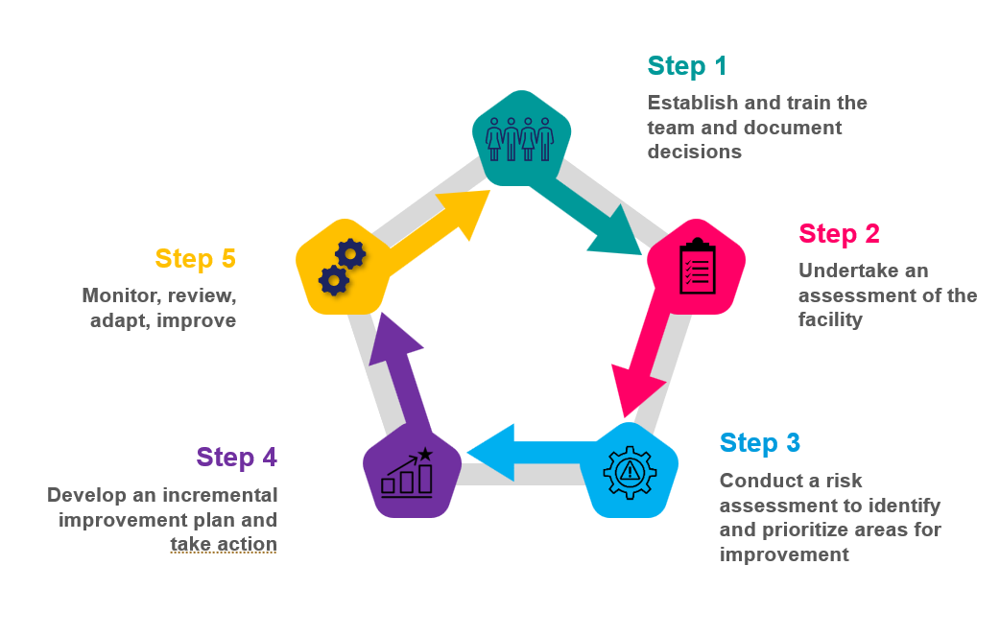 Step 1
Establish and train the
team and document
decisions
Step 2
Undertake an
assessment of the
facility
Step 3
Conduct a risk
assessment to identify
and prioritize areas for
improvement
Step 4
Develop an incremental
improvement plan and
take action
Step 5
Monitor, review,
adapt, improve